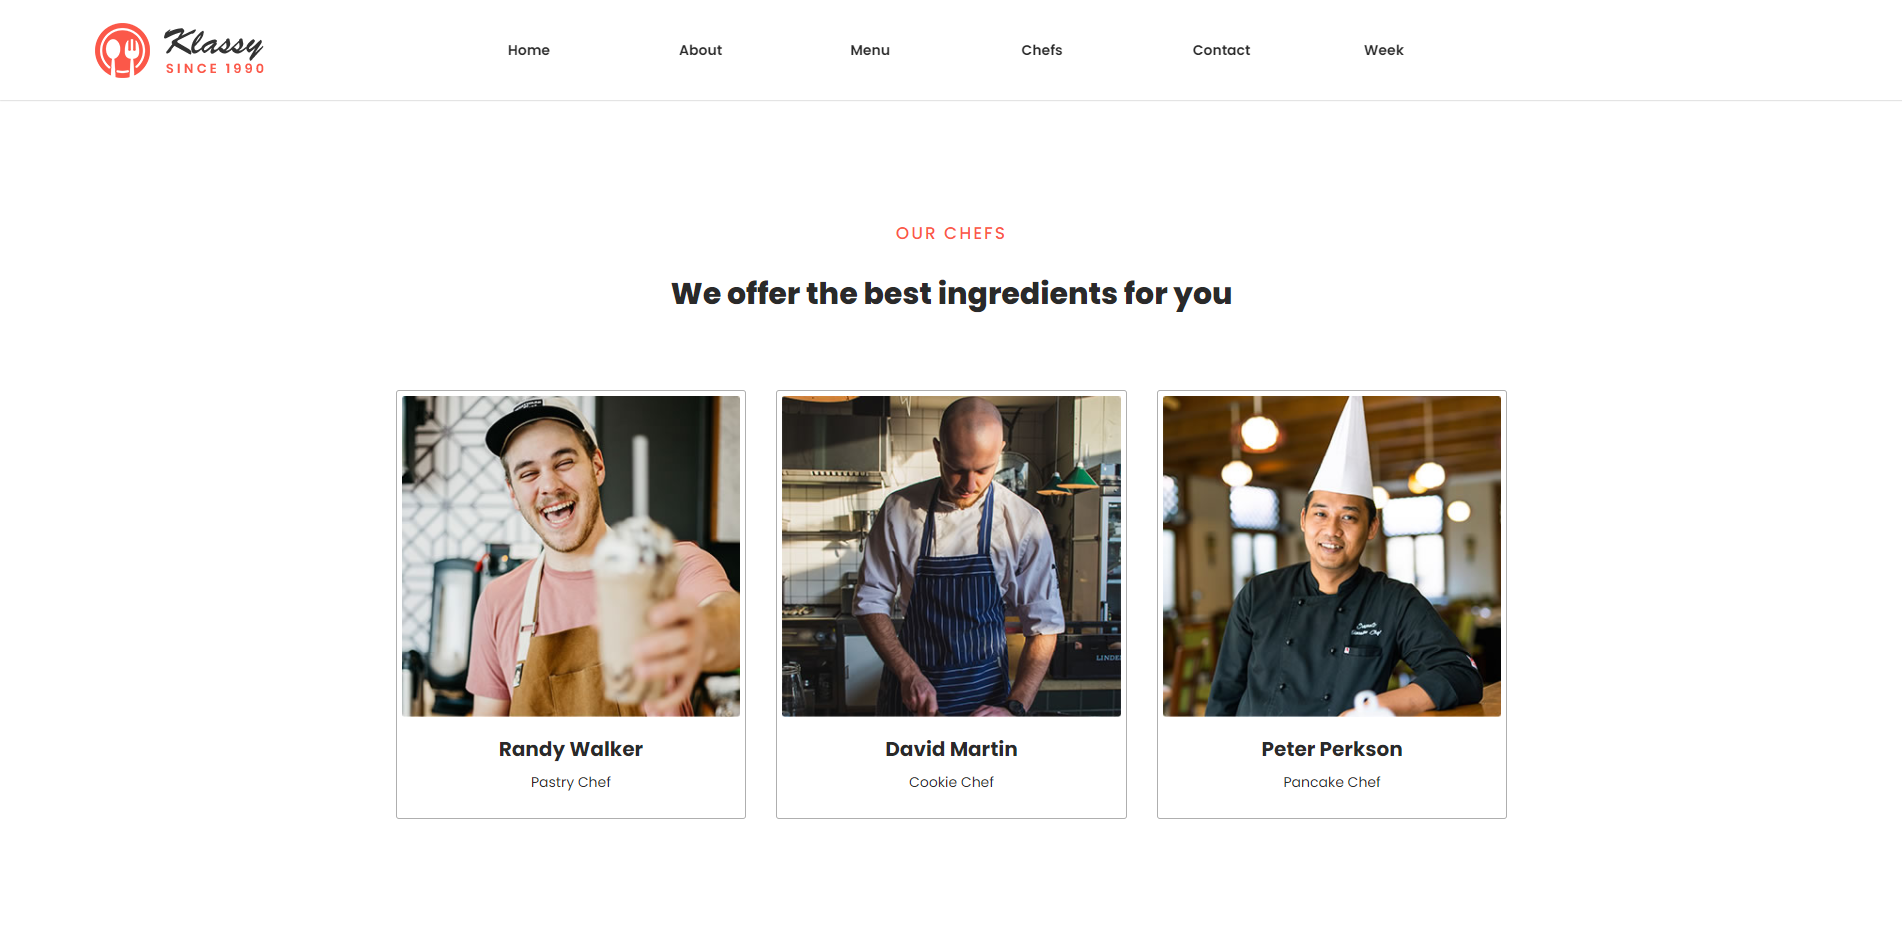 Klassy
SINCE 1990
Home
About
Menu
Chefs
Contact
Week
OUR CHEFS
We offer the best ingredients for you
LINDE
Randy Walker
David Martin
Peter Perkson
Pastry Chef
Cookie Chef
Pancake Chef